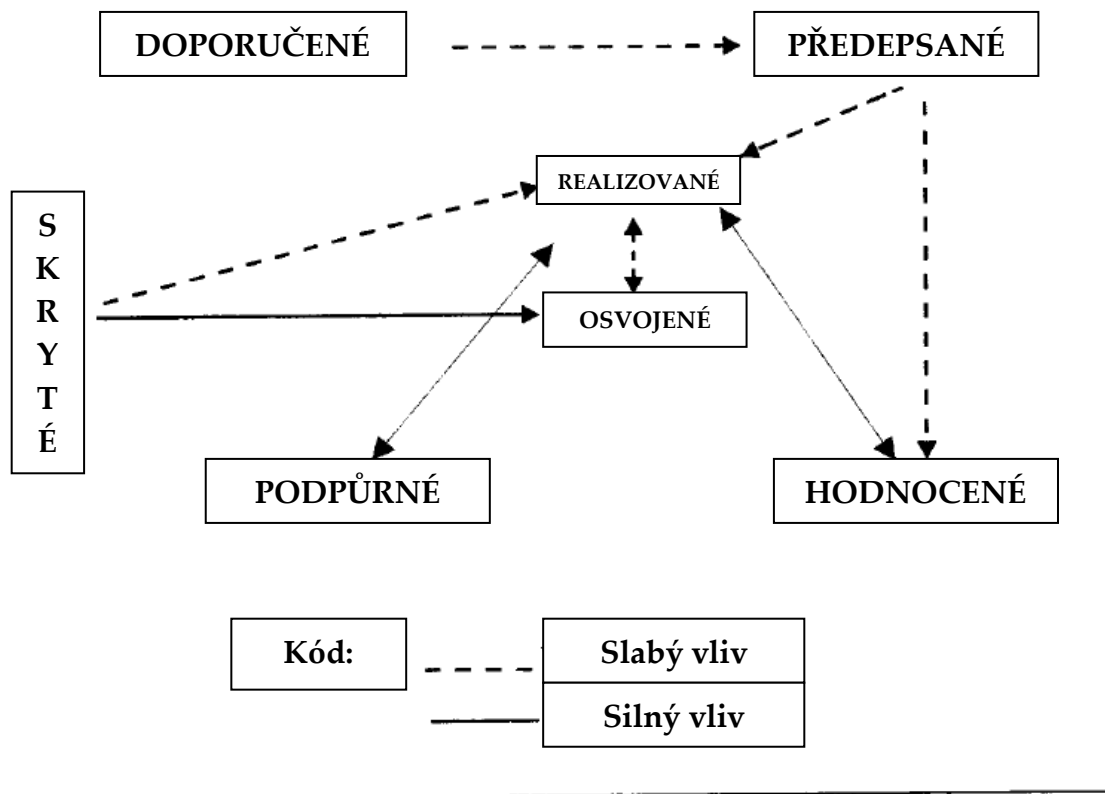 DOPORUČENÉ
PŘEDEPSANÉ
REALIZOVANÉ
S
K
R
Y
T
É
OSVOJENÉ
PODPŮRNÉ
HODNOCENÉ
Kód:
Slabý vliv
Silný vliv